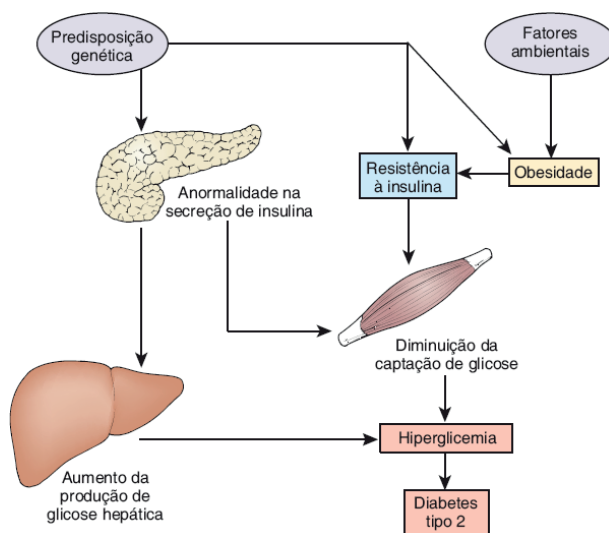 Predisposição
genética
Fatores
ambientais
Resistência
à insulina
Obesidade
Anormalidade na
secreção de insulina
Diminuição da
captação de glicose
Hiperglicemia
Aumento da
produção de
glicose hepática
Diabetes
tipo 2